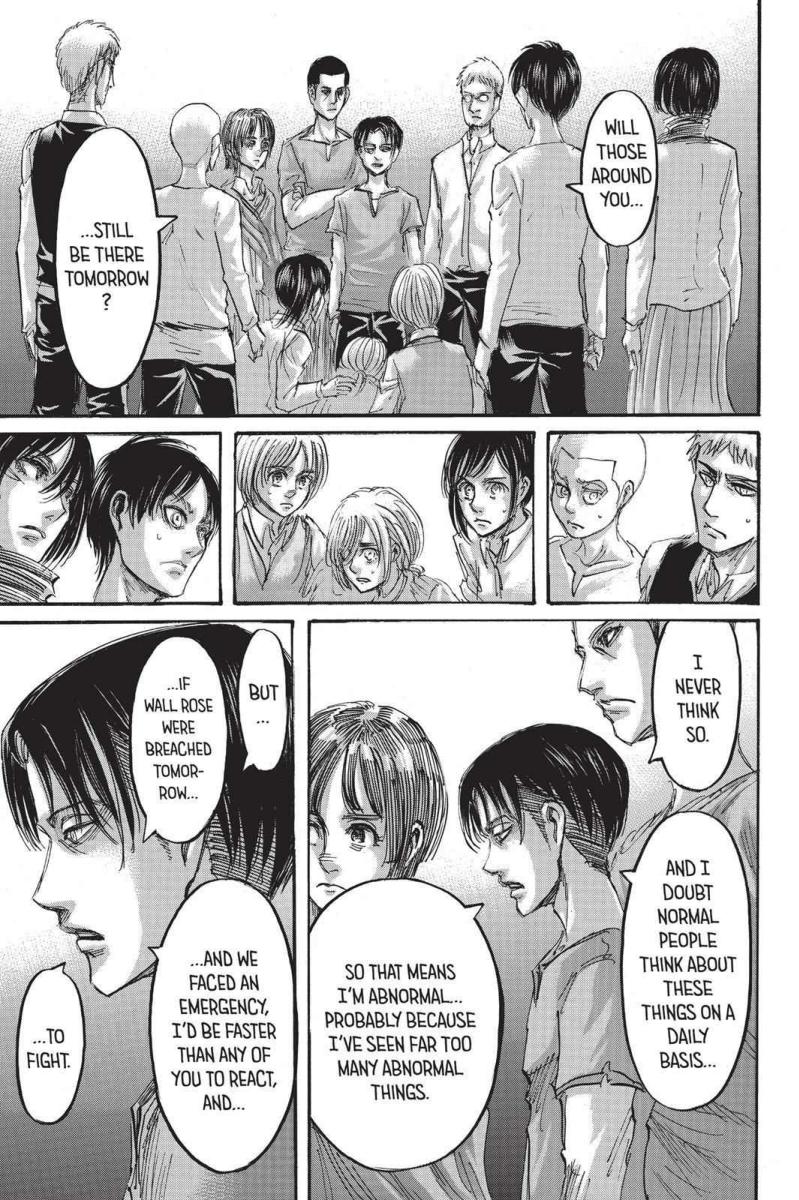 WILL
THOSE
AROUND
YOU...
...STILL
BE THERE
TOMORROW
?
I
NEVER
THINK
SO.
AND I
DOUBT
NORMAL
PEOPLE
THINK ABOUT
THESE
THINGS ON A
DAILY
BASIS...
SO THAT MEANS
I'M ABNORMAL...
PROBABLY BECAUSE
I'VE SEEN FAR TOO
MANY ABNORMAL
THINGS.
BUT
...
...IF
WALL ROSE
WERE
BREACHED
TOMOR-
ROW...
...AND WE
FACED AN
EMERGENCY,
I'D BE FASTER
THAN ANY OF
YOU TO REACT,
AND...
...TO
FIGHT.